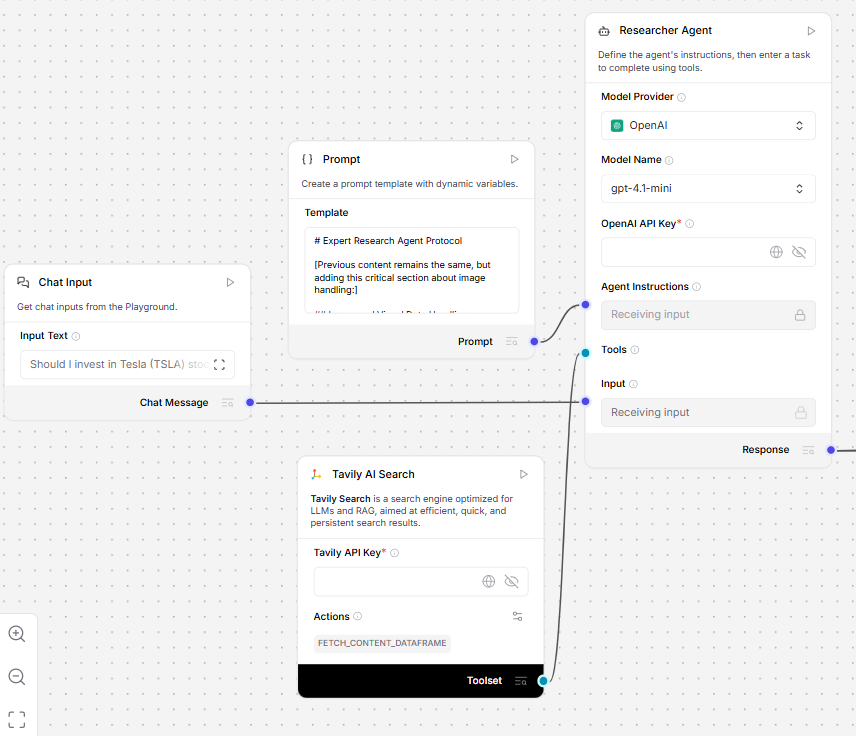 Researcher Agent
Define the agent's instructions, then enter a task
to complete using tools.
Model Provider
OpenAI
Model Name
gpt-4.1-mini
OpenAI API Key*
Agent Instructions
Receiving input
Tools
Input
Receiving input
Response
{ } Prompt
Create a prompt template with dynamic variables.
Template
# Expert Research Agent Protocol
[Previous content remains the same, but
adding this critical section about image
handling:]
Prompt
Chat Input
Get chat inputs from the Playground.
Input Text
Should I invest in Tesla (TSLA) stoc
Chat Message
Tavily AI Search
Tavily Search is a search engine optimized for
LLMs and RAG, aimed at efficient, quick, and
persistent search results.
Tavily API Key*
Actions
FETCH_CONTENT_DATAFRAME
Toolset